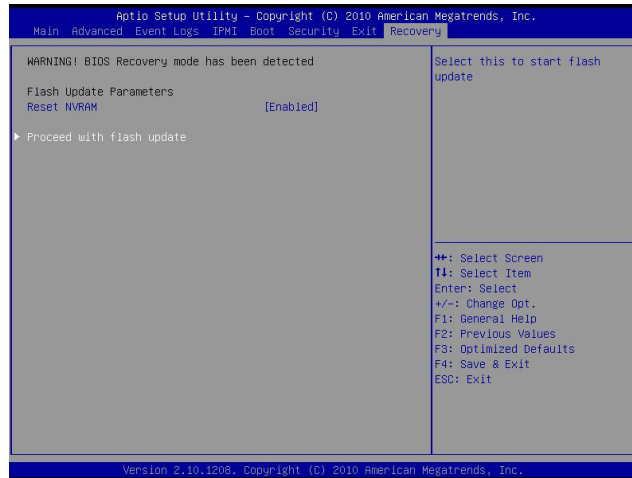 Aptio Setup Utility – Copyright (C) 2010 American Megatrends, Inc.
Main Advanced Event Logs IPMI Boot Security Exit Recovery
WARNING! BIOS Recovery mode has been detected
Flash Update Parameters
Reset NVRAM [Enabled]
▶ Proceed with flash update
Select this to start flash
update
→←: Select Screen
↑↓: Select Item
Enter: Select
+/-: Change Opt.
F1: General Help
F2: Previous Values
F3: Optimized Defaults
F4: Save & Exit
ESC: Exit
Version 2.10.1208. Copyright (C) 2010 American Megatrends, Inc.